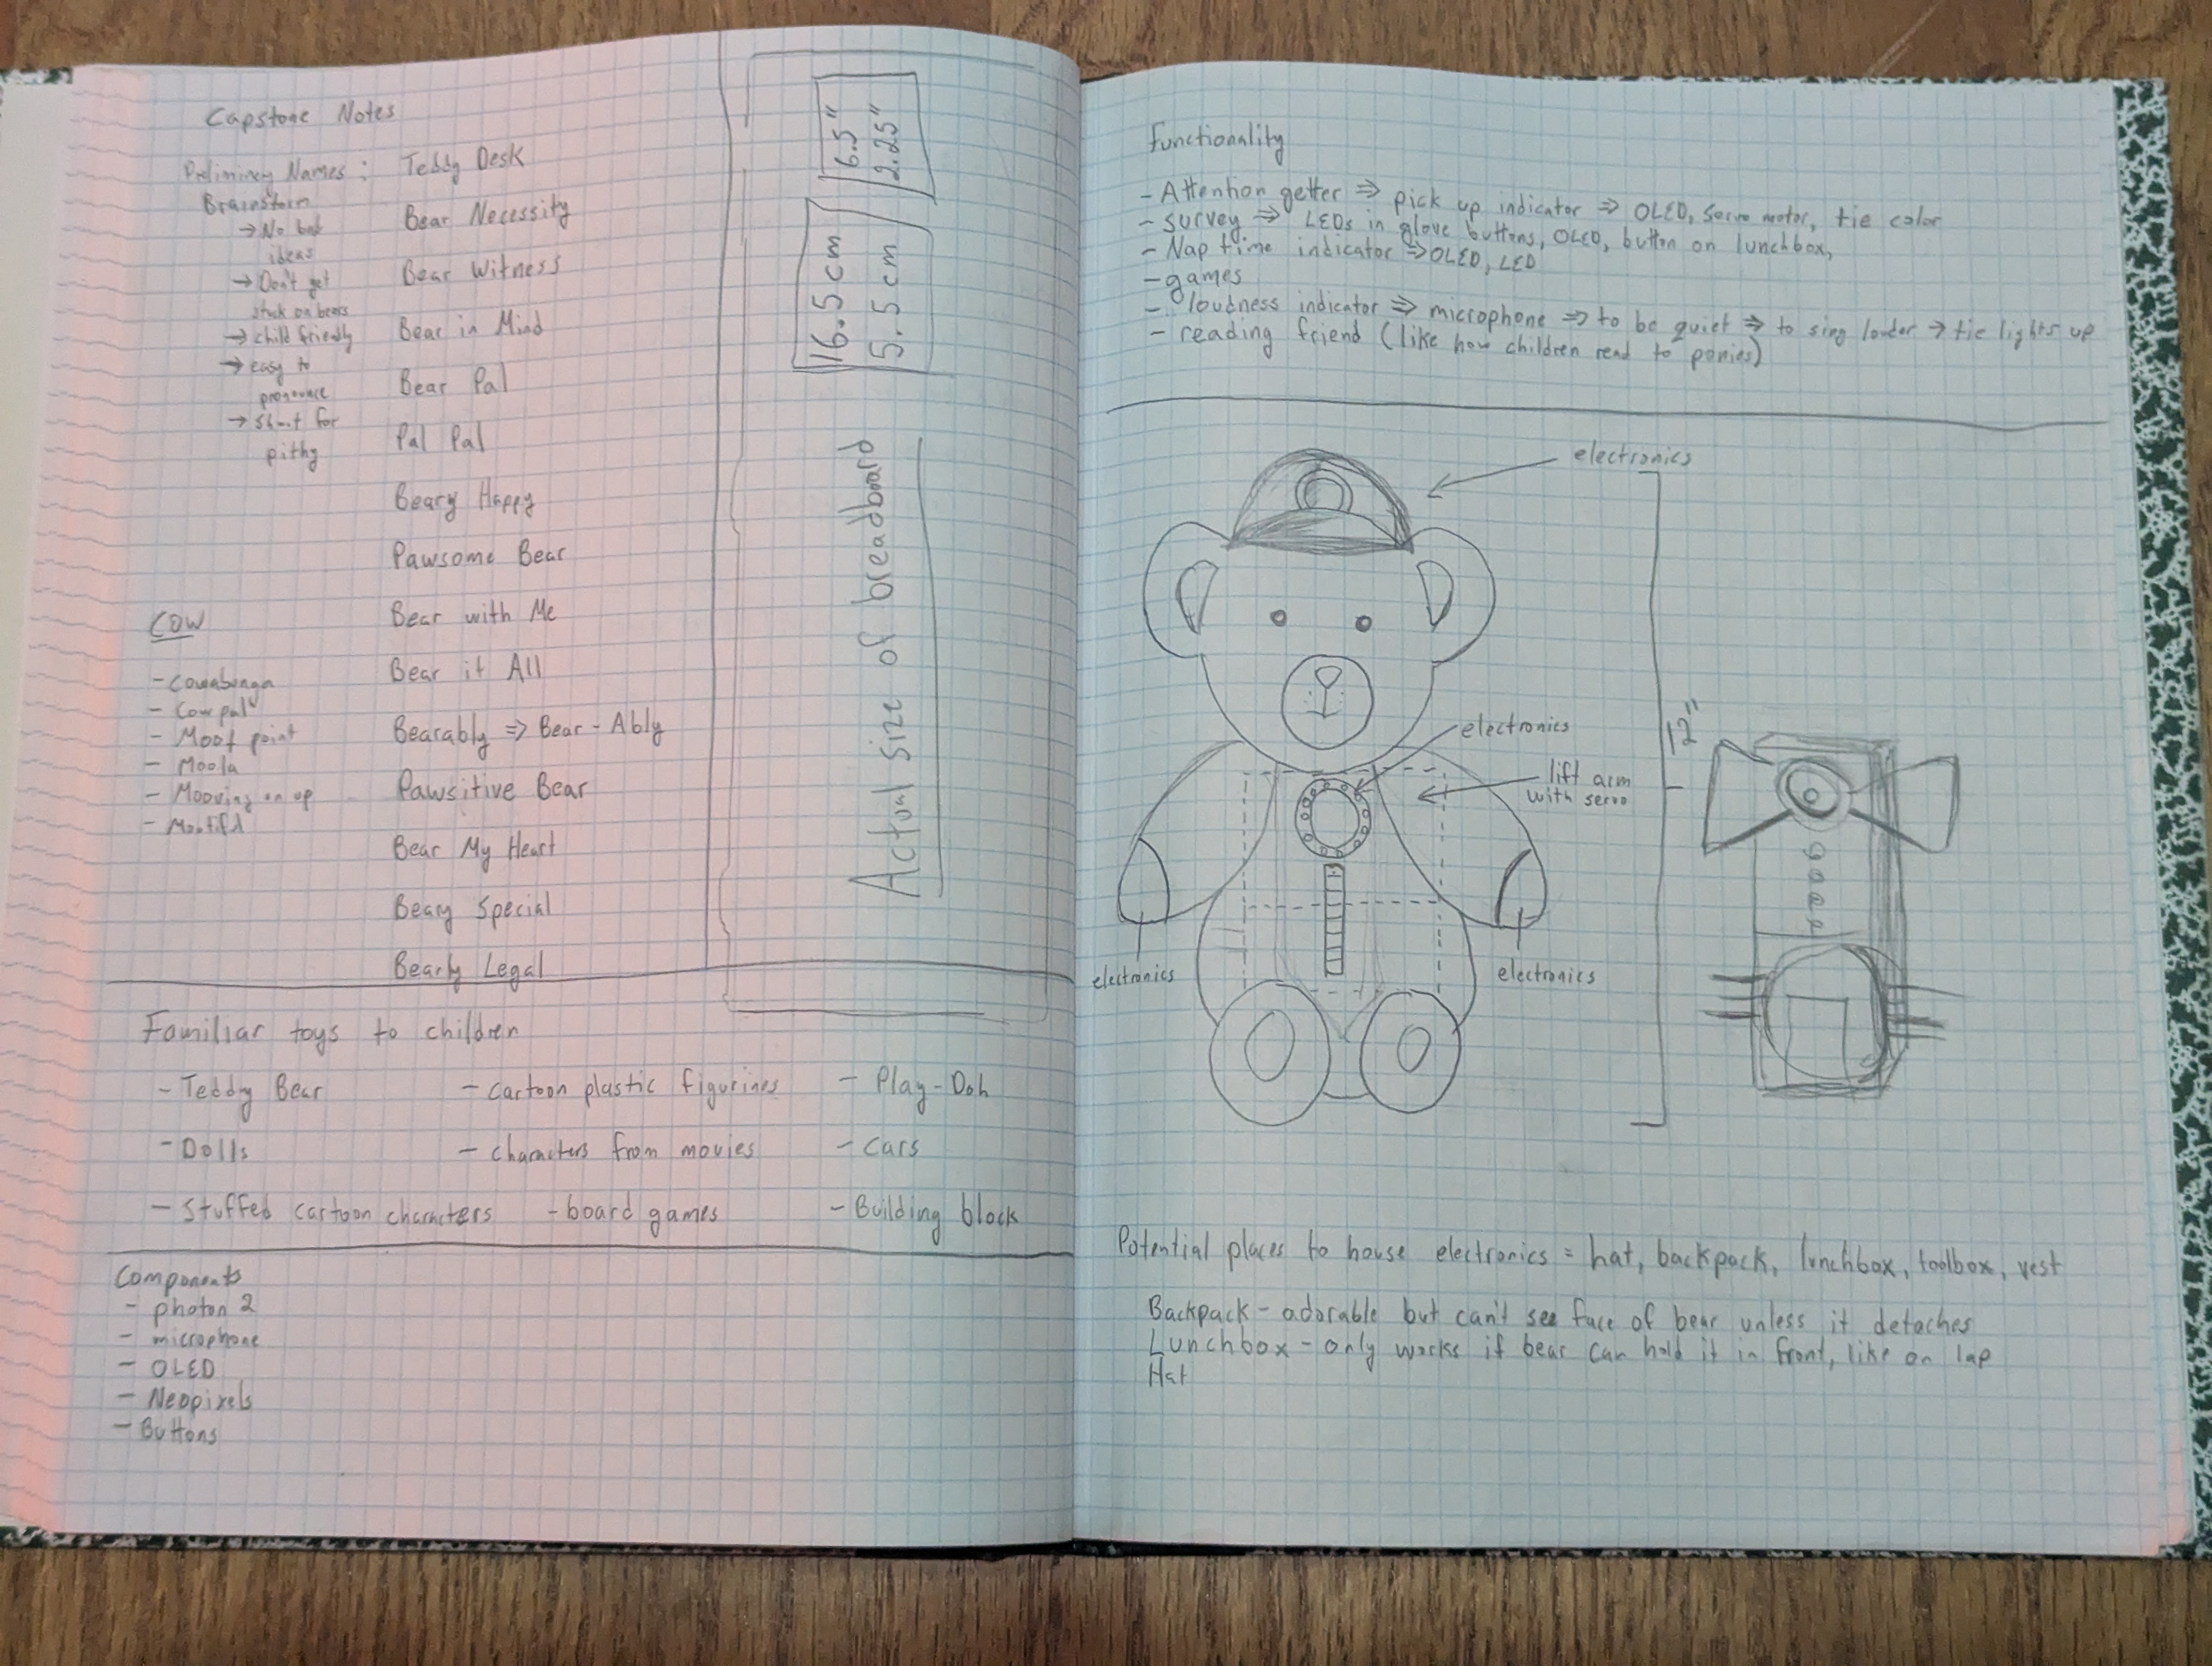 Capstone Notes
Preliminary Names : Teddy Desk
Brainstorm
→ No bad
ideas
→ Don't get
stuck on bears
→ child friendly
→ easy to
pronounce
→ Short for
pithy
Bear Necessity
Bear Witness
Bear in Mind
Bear Pal
Pal Pal
Beary Happy
Pawsome Bear
Bear with Me
Bear it All
Bearably ⇒ Bear - Ably
Pawsitive Bear
Bear My Heart
Beary Special
Bearly Legal
COW
- Cowabunga
- Cow pal
- Moot point
- Moola
- Mooving on up
16.5cm
5.5cm
6.5"
2.25"
Actual size of breadboard
Familiar toys to children
- Teddy Bear
- Dolls
- Stuffed cartoon characters
- cartoon plastic figurines
- characters from movies
- board games
- Play-Doh
- Cars
- Building block
Components
- photon 2
- microphone
- OLED
- Neopixels
- Buttons
Functionality
- Attention getter ⇒ pick up indicator ⇒ OLED, Servo motor, tie color
- survey ⇒ LEDs in glove buttons, OLED, button on lunchbox,
- Nap time indicator ⇒ OLED, LED
- games
- loudness indicator ⇒ microphone ⇒ to be quiet ⇒ to sing louder → tie lights up
- reading friend (like how children read to ponies)
electronics
electronics
lift arm
with servo
12"
electronics
electronics
Potential places to house electronics = hat, backpack, lunchbox, toolbox, vest
Backpack - adorable but can't see face of bear unless it detaches
Lunchbox - only works if bear can hold it in front, like on lap
Hat